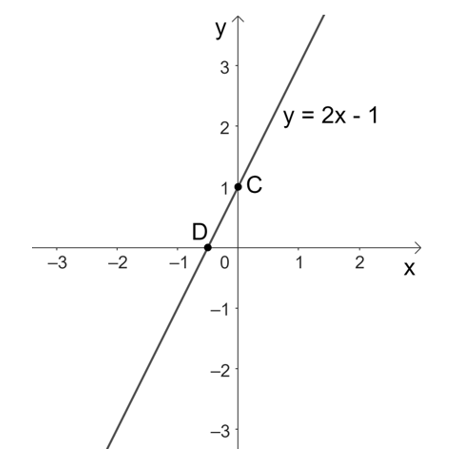 y
3
y = 2x - 1
2
1 C
D
–3 –2 –1 0 1 2
x
–1
–2
–3